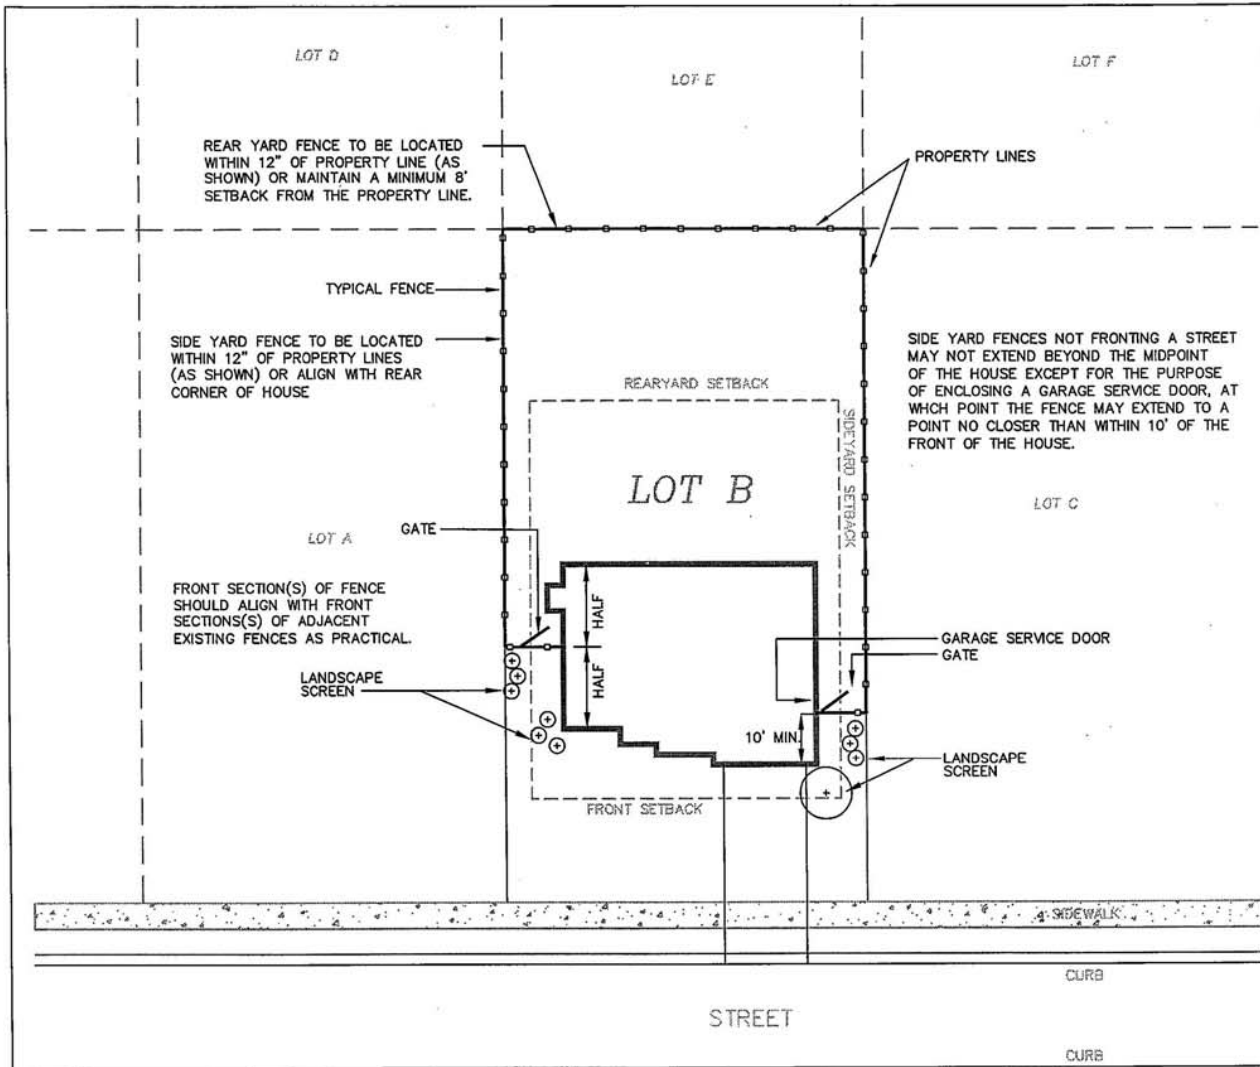 LOT D
LOT E
LOT F
REAR YARD FENCE TO BE LOCATED
WITHIN 12" OF PROPERTY LINE (AS
SHOWN) OR MAINTAIN A MINIMUM 8'
SETBACK FROM THE PROPERTY LINE.
PROPERTY LINES
TYPICAL FENCE
SIDE YARD FENCE TO BE LOCATED
WITHIN 12" OF PROPERTY LINES
(AS SHOWN) OR ALIGN WITH REAR
CORNER OF HOUSE
SIDE YARD FENCES NOT FRONTING A STREET
MAY NOT EXTEND BEYOND THE MIDPOINT
OF THE HOUSE EXCEPT FOR THE PURPOSE
OF ENCLOSING A GARAGE SERVICE DOOR, AT
WHCH POINT THE FENCE MAY EXTEND TO A
POINT NO CLOSER THAN WITHIN 10' OF THE
FRONT OF THE HOUSE.
REARYARD SETBACK
SIDEYARD SETBACK
LOT B
LOT C
GATE
LOT A
FRONT SECTION(S) OF FENCE
SHOULD ALIGN WITH FRONT
SECTIONS(S) OF ADJACENT
EXISTING FENCES AS PRACTICAL.
HALF
HALF
GARAGE SERVICE DOOR
GATE
LANDSCAPE
SCREEN
10' MIN.
LANDSCAPE
SCREEN
FRONT SETBACK
SIDEWALK
CURB
STREET
CURB